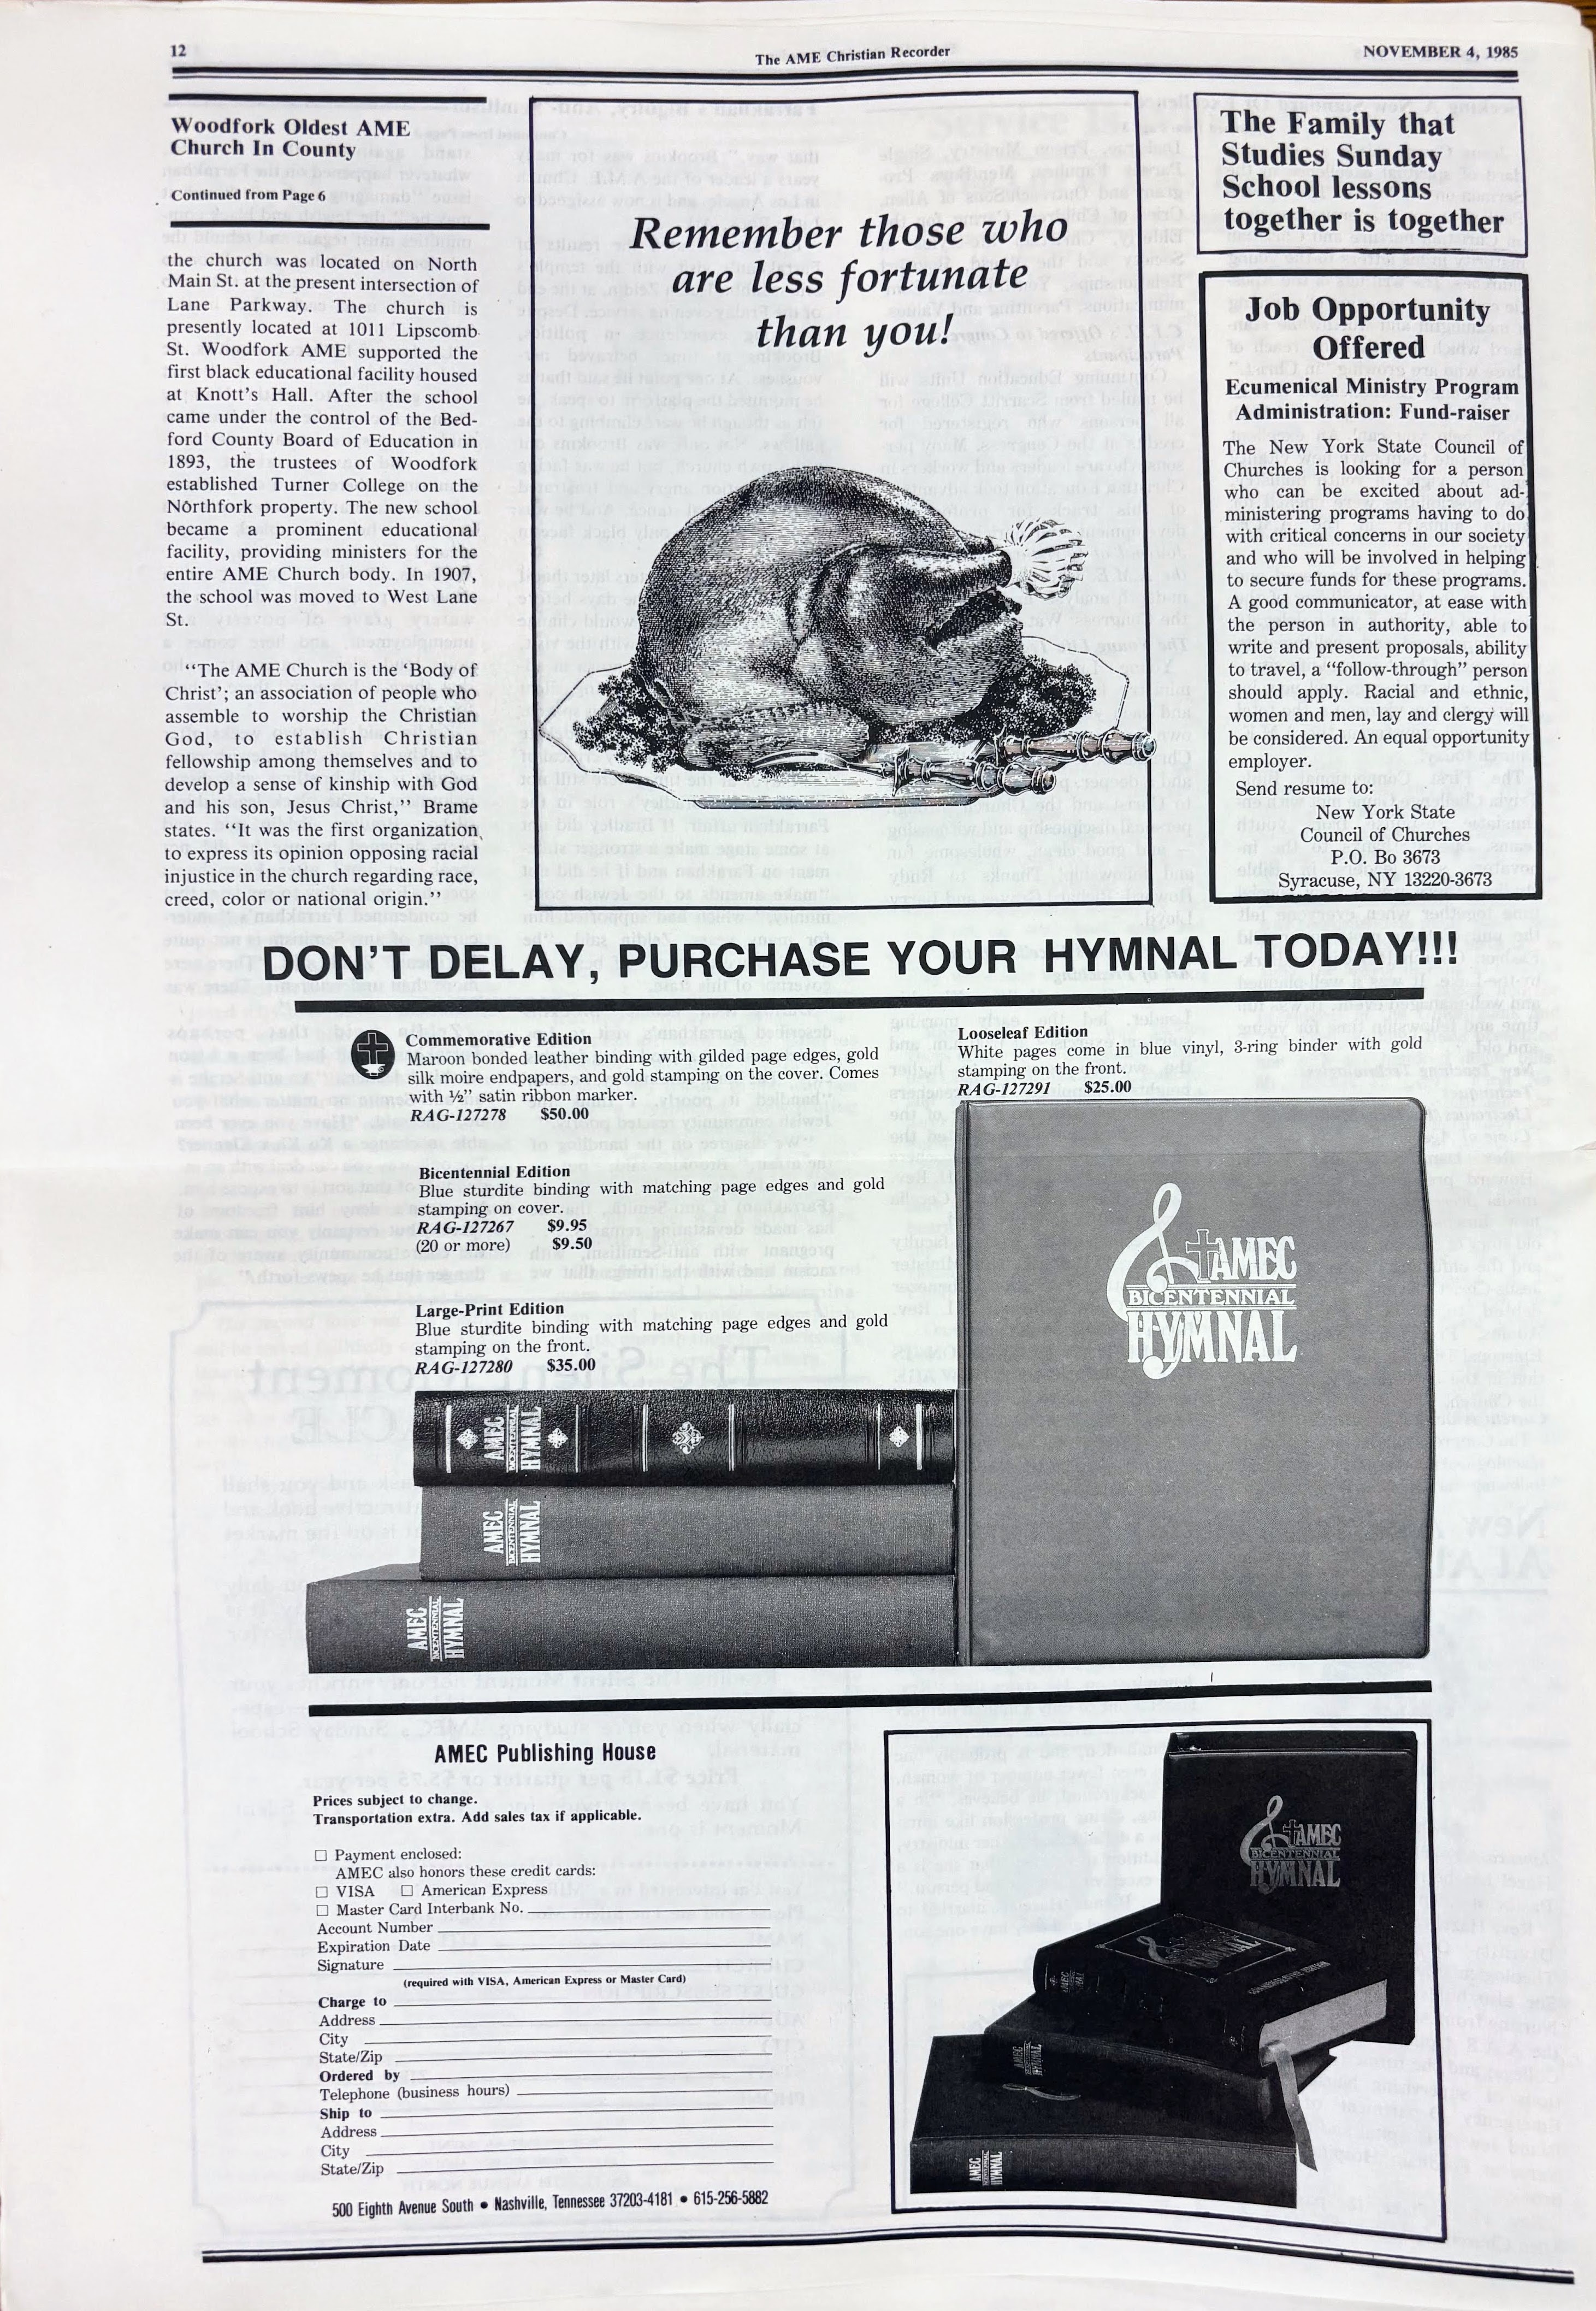 12
The AME Christian Recorder
NOVEMBER 4, 1985
Woodfork Oldest AME
Church In County
Continued from Page 6
the church was located on North
Main St. at the present intersection of
Lane Parkway. The church is
presently located at 1011 Lipscomb
St. Woodfork AME supported the
first black educational facility housed
at Knott's Hall. After the school
came under the control of the Bed-
ford County Board of Education in
1893, the trustees of Woodfork
established Turner College on the
Northfork property. The new school
became a prominent educational
facility, providing ministers for the
entire AME Church body. In 1907,
the school was moved to West Lane
St.
“The AME Church is the ‘Body of
Christ’; an association of people who
assemble to worship the Christian
God, to establish Christian
fellowship among themselves and to
develop a sense of kinship with God
and his son, Jesus Christ,” Brame
states. “It was the first organization
to express its opinion opposing racial
injustice in the church regarding race,
creed, color or national origin.”
Remember those who
are less fortunate
than you!
The Family that
Studies Sunday
School lessons
together is together
Job Opportunity
Offered
Ecumenical Ministry Program
Administration: Fund-raiser
The New York State Council of
Churches is looking for a person
who can be excited about ad-
ministering programs having to do
with critical concerns in our society
and who will be involved in helping
to secure funds for these programs.
A good communicator, at ease with
the person in authority, able to
write and present proposals, ability
to travel, a “follow-through” person
should apply. Racial and ethnic,
women and men, lay and clergy will
be considered. An equal opportunity
employer.
Send resume to:
New York State
Council of Churches
P.O. Bo 3673
Syracuse, NY 13220-3673
DON'T DELAY, PURCHASE YOUR HYMNAL TODAY!!!
Commemorative Edition
Maroon bonded leather binding with gilded page edges, gold
silk moire endpapers, and gold stamping on the cover. Comes
with ½” satin ribbon marker.
RAG-127278 $50.00
Bicentennial Edition
Blue sturdite binding with matching page edges and gold
stamping on cover.
RAG-127267 $9.95
(20 or more) $9.50
Large-Print Edition
Blue sturdite binding with matching page edges and gold
stamping on the front.
RAG-127280 $35.00
Looseleaf Edition
White pages come in blue vinyl, 3-ring binder with gold
stamping on the front.
RAG-127291 $25.00
AMEC
BICENTENNIAL
HYMNAL
AMEC
BICENTENNIAL
HYMNAL
AMEC
BICENTENNIAL
HYMNAL
AMEC
BICENTENNIAL
HYMNAL
AMEC Publishing House
Prices subject to change.
Transportation extra. Add sales tax if applicable.
☐ Payment enclosed:
AMEC also honors these credit cards:
☐ VISA ☐ American Express
☐ Master Card Interbank No.
Account Number
Expiration Date
Signature
(required with VISA, American Express or Master Card)
Charge to
Address
City
State/Zip
Ordered by
Telephone (business hours)
Ship to
Address
City
State/Zip
500 Eighth Avenue South • Nashville, Tennessee 37203-4181 • 615-256-5882
AMEC
BICENTENNIAL
HYMNAL
HYMNAL
AMEC
HYMNAL
AMEC
HYMNAL